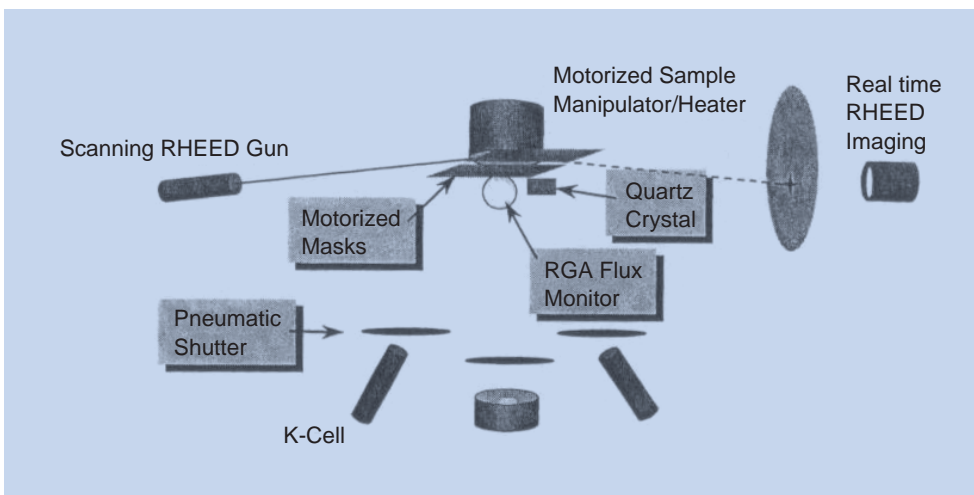 Motorized Sample
Manipulator/Heater
Real time
RHEED
Imaging
Scanning RHEED Gun
Quartz
Crystal
Motorized
Masks
RGA Flux
Monitor
Pneumatic
Shutter
K-Cell